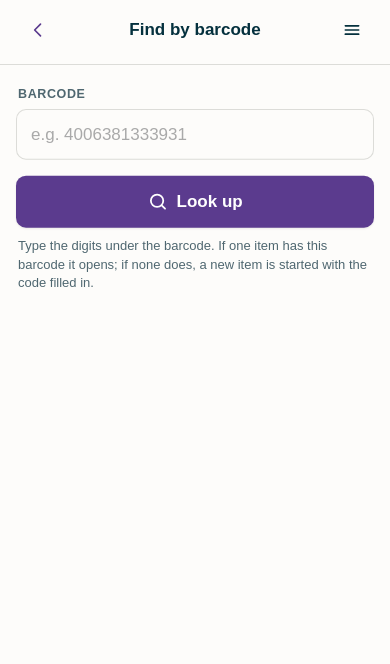 Find by barcode
BARCODE
e.g. 4006381333931
Look up
Type the digits under the barcode. If one item has this
barcode it opens; if none does, a new item is started with the
code filled in.